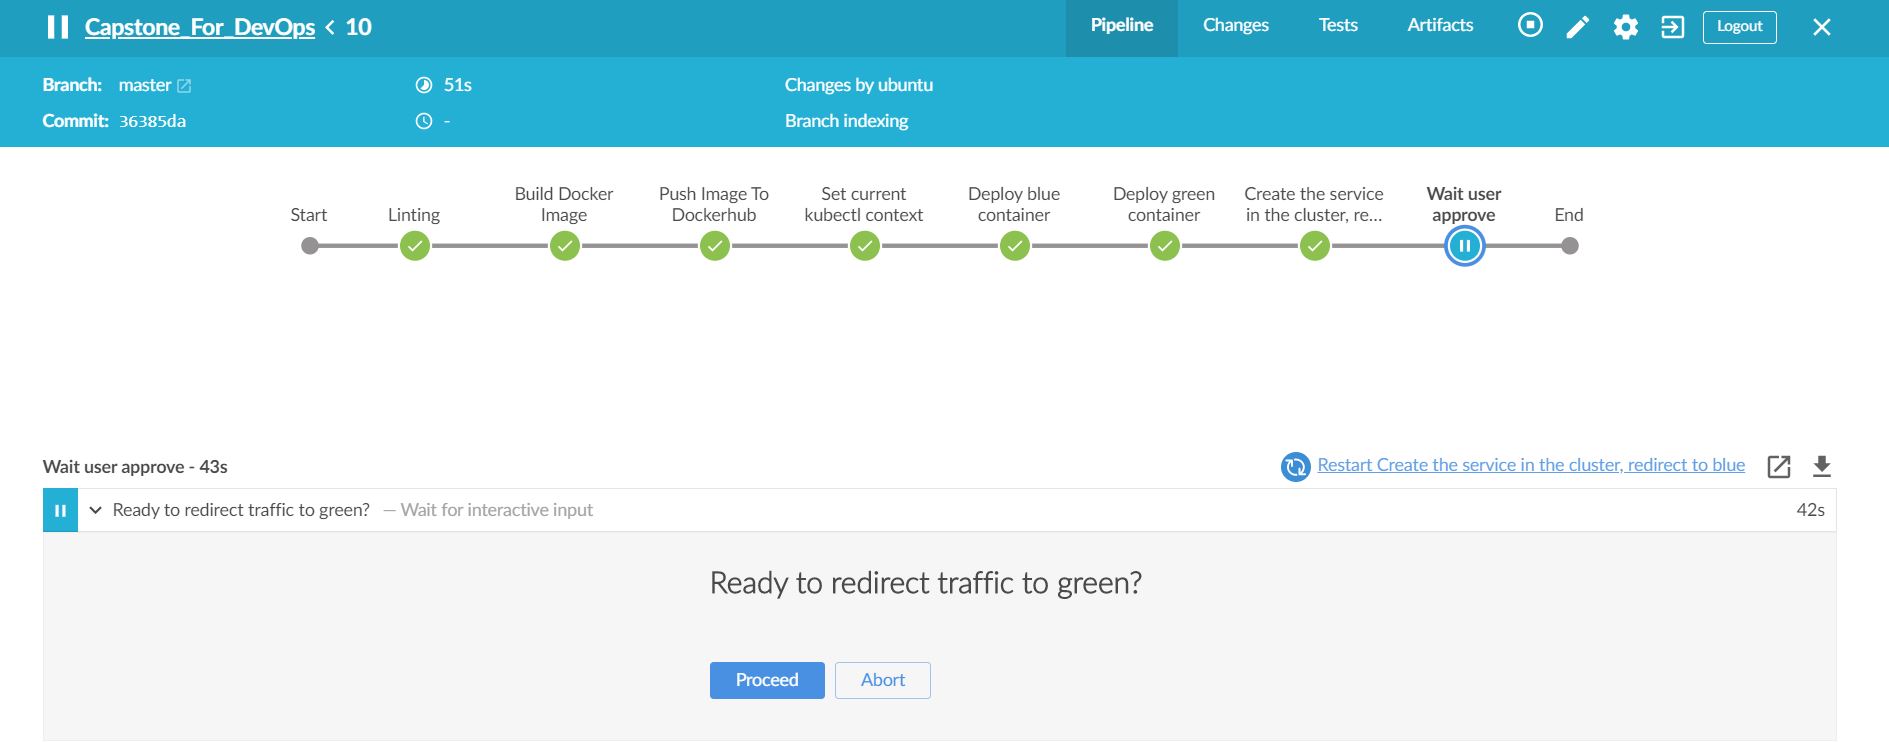 Capstone_For_DevOps < 10
Pipeline Changes Tests Artifacts Logout
Branch: master 51s Changes by ubuntu
Commit: 36385da - Branch indexing
Start
Linting
Build Docker
Image
Push Image To
Dockerhub
Set current
kubectl context
Deploy blue
container
Deploy green
container
Create the service
in the cluster, re...
Wait user
approve
End
Wait user approve - 43s
Restart Create the service in the cluster, redirect to blue
Ready to redirect traffic to green? — Wait for interactive input 42s
Ready to redirect traffic to green?
Proceed Abort